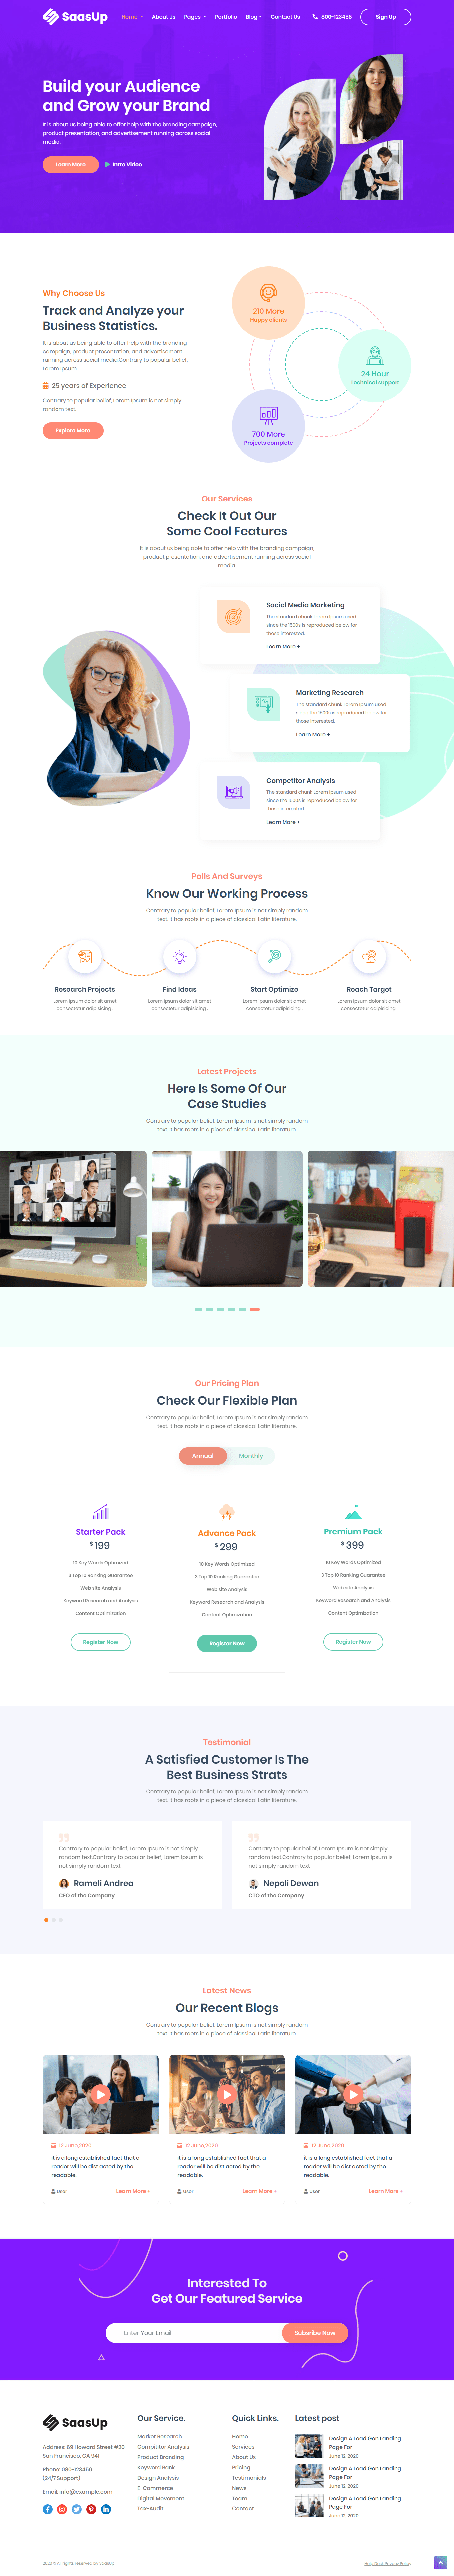 SaasUp
Home
About Us
Pages
Portfolio
Blog
Contact Us
800-123456
Sign Up
Build your Audience
and Grow your Brand
It is about us being able to offer help with the branding campaign,
product presentation, and advertisement running across social
media.
Learn More
Intro Video
Why Choose Us
Track and Analyze your
Business Statistics.
It is about us being able to offer help with the branding
campaign, product presentation, and advertisement
running across social medis.Contrary to popular belief,
Lorem Ipsum .
25 years of Experience
Contrary to popular belief, Lorem Ipsum is not simply
random text.
Explore More
210 More
Happy clients
24 Hour
Technical support
700 More
Projects complete
Our Services
Check It Out Our
Some Cool Features
It is about us being able to offer help with the branding campaign,
product presentation, and advertisement running across social
media.
Social Media Marketing
The standard chunk Lorem Ipsum used
since the 1500s is reproduced below for
those interested.
Learn More +
Marketing Research
The standard chunk Lorem Ipsum used
since the 1500s is reproduced below for
those interested.
Learn More +
Competitor Analysis
The standard chunk Lorem Ipsum used
since the 1500s is reproduced below for
those interested.
Learn More +
Polls And Surveys
Know Our Working Process
Contrary to popular belief, Lorem Ipsum is not simply random
text. It has roots in a piece of classical Latin literature.
Research Projects
Lorem ipsum dolor sit amet
consectetur adipisicing .
Find Ideas
Lorem ipsum dolor sit amet
consectetur adipisicing .
Start Optimize
Lorem ipsum dolor sit amet
consectetur adipisicing .
Reach Target
Lorem ipsum dolor sit amet
consectetur adipisicing .
Latest Projects
Here Is Some Of Our
Case Studies
Contrary to popular belief, Lorem Ipsum is not simply random
text. It has roots in a piece of classical Latin literature.
Our Pricing Plan
Check Our Flexible Plan
Contrary to popular belief, Lorem Ipsum is not simply random
text. It has roots in a piece of classical Latin literature.
Annual
Monthly
Starter Pack
$199
10 Key Words Optimized
3 Top 10 Ranking Guarantee
Web site Analysis
Keyword Research and Analysis
Content Optimization
Register Now
Advance Pack
$299
10 Key Words Optimized
3 Top 10 Ranking Guarantee
Web site Analysis
Keyword Research and Analysis
Content Optimization
Register Now
Premium Pack
$399
10 Key Words Optimized
3 Top 10 Ranking Guarantee
Web site Analysis
Keyword Research and Analysis
Content Optimization
Register Now
Testimonial
A Satisfied Customer Is The
Best Business Strats
Contrary to popular belief, Lorem Ipsum is not simply random
text. It has roots in a piece of classical Latin literature.
Contrary to popular belief, Lorem Ipsum is not simply
random text.Contrary to popular belief, Lorem Ipsum is
not simply random text
Rameli Andrea
CEO of the Company
Contrary to popular belief, Lorem Ipsum is not simply
random text.Contrary to popular belief, Lorem Ipsum is
not simply random text
Nepoli Dewan
CTO of the Company
Latest News
Our Recent Blogs
Contrary to popular belief, Lorem Ipsum is not simply random
text. It has roots in a piece of classical Latin literature.
12 June,2020
it is a long established fact that a
reader will be dist acted by the
readable.
User
Learn More +
12 June,2020
it is a long established fact that a
reader will be dist acted by the
readable.
User
Learn More +
12 June,2020
it is a long established fact that a
reader will be dist acted by the
readable.
User
Learn More +
Interested To
Get Our Featured Service
Enter Your Email
Suberibe Now
SaasUp
Address: 69 Howard Street #20
San Francisco, CA 941
Phone: 080-123456
(24/7 Support)
Email: info@example.com
Our Service.
Market Research
Compititor Analysis
Product Branding
Keyword Rank
Design Analysis
E-Commerce
Digital Movement
Tax-Audit
Quick Links.
Home
Services
About Us
Pricing
Testimonials
News
Team
Contact
Latest post
Design A Lead Gen Landing
Page For
June 12, 2020
Design A Lead Gen Landing
Page For
June 12, 2020
Design A Lead Gen Landing
Page For
June 12, 2020
Help Desk Privacy Policy